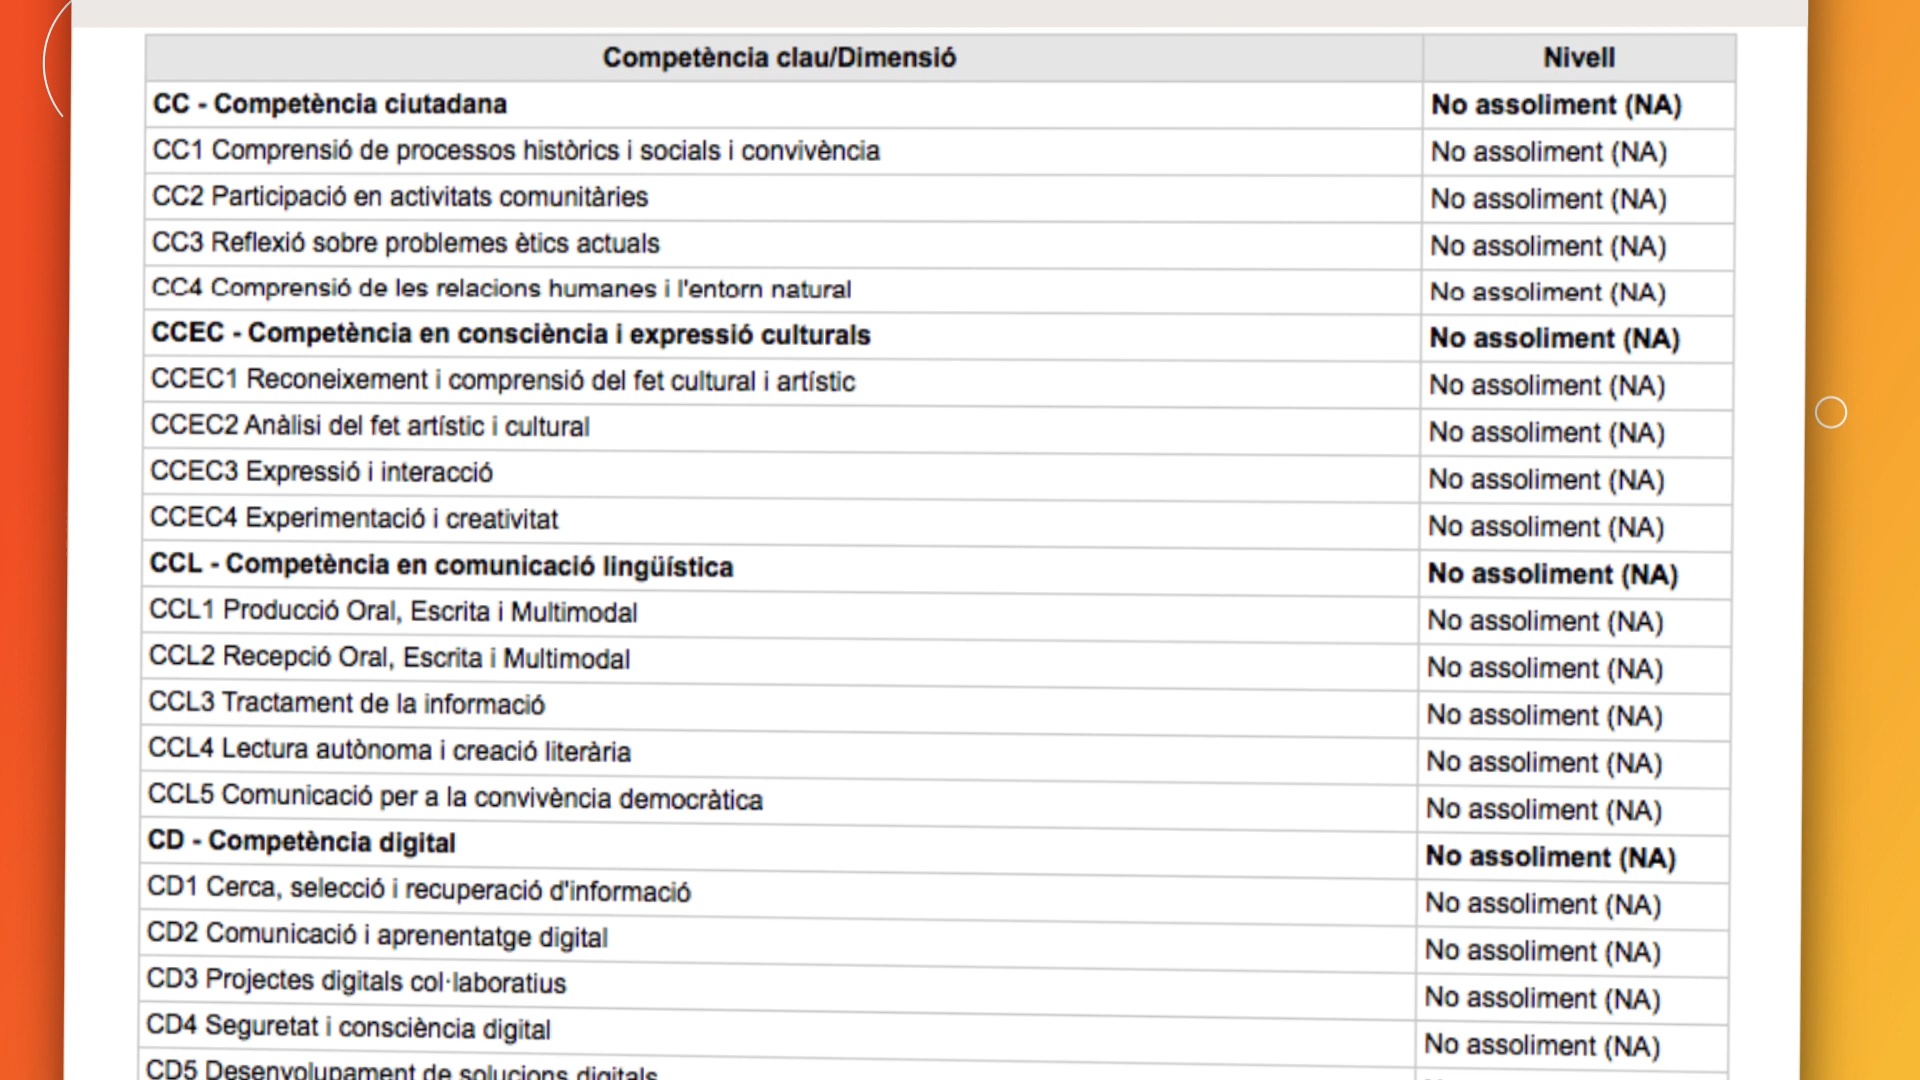 Competència clau/Dimensió Nivell
CC - Competència ciutadana No assoliment (NA)
CC1 Comprensió de processos històrics i socials i convivència No assoliment (NA)
CC2 Participació en activitats comunitàries No assoliment (NA)
CC3 Reflexió sobre problemes ètics actuals No assoliment (NA)
CC4 Comprensió de les relacions humanes i l'entorn natural No assoliment (NA)
CCEC - Competència en consciència i expressió culturals No assoliment (NA)
CCEC1 Reconeixement i comprensió del fet cultural i artístic No assoliment (NA)
CCEC2 Anàlisi del fet artístic i cultural No assoliment (NA)
CCEC3 Expressió i interacció No assoliment (NA)
CCEC4 Experimentació i creativitat No assoliment (NA)
CCL - Competència en comunicació lingüística No assoliment (NA)
CCL1 Producció Oral, Escrita i Multimodal No assoliment (NA)
CCL2 Recepció Oral, Escrita i Multimodal No assoliment (NA)
CCL3 Tractament de la informació No assoliment (NA)
CCL4 Lectura autònoma i creació literària No assoliment (NA)
CCL5 Comunicació per a la convivència democràtica No assoliment (NA)
CD - Competència digital No assoliment (NA)
CD1 Cerca, selecció i recuperació d'informació No assoliment (NA)
CD2 Comunicació i aprenentatge digital No assoliment (NA)
CD3 Projectes digitals col·laboratius No assoliment (NA)
CD4 Seguretat i consciència digital No assoliment (NA)
CD5 Desenvolupament de solucions digitals